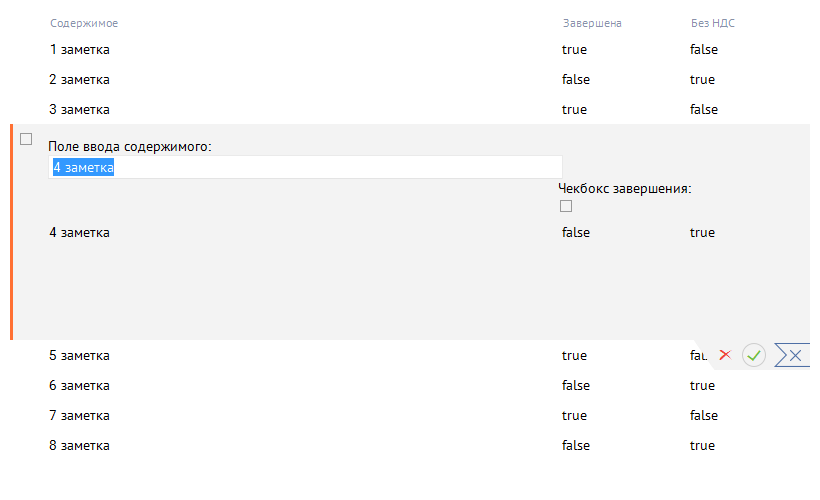 Содержимое Завершена Без НДС
1 заметка true false
2 заметка false true
3 заметка true false
Поле ввода содержимого:
4 заметка
Чекбокс завершения:
4 заметка false true
5 заметка true
6 заметка false true
7 заметка true false
8 заметка false true